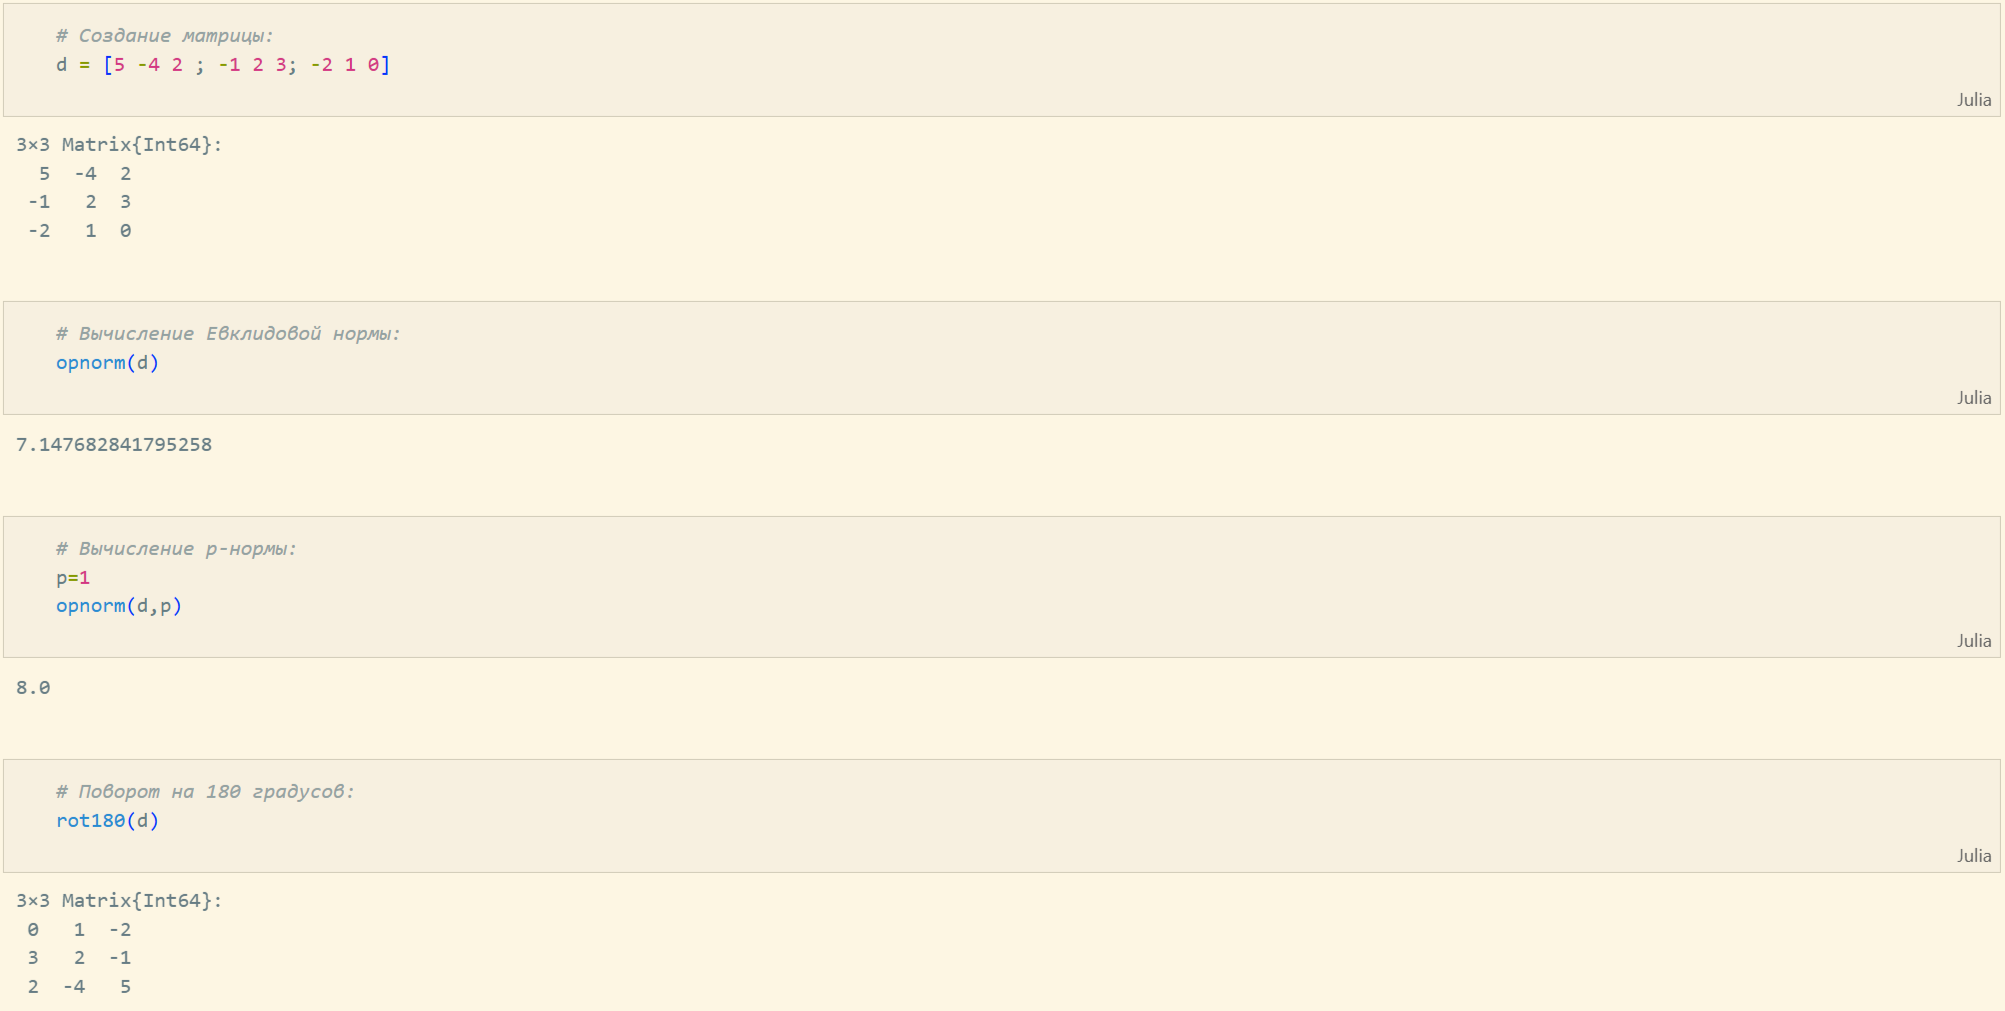 # Создание матрицы:
d = [5 -4 2 ; -1 2 3; -2 1 0]
Julia
3×3 Matrix{Int64}:
5 -4 2
-1 2 3
-2 1 0
# Вычисление Евклидовой нормы:
opnorm(d)
Julia
7.147682841795258
# Вычисление p-нормы:
p=1
opnorm(d,p)
Julia
8.0
# Поворот на 180 градусов:
rot180(d)
Julia
3×3 Matrix{Int64}:
0 1 -2
3 2 -1
2 -4 5